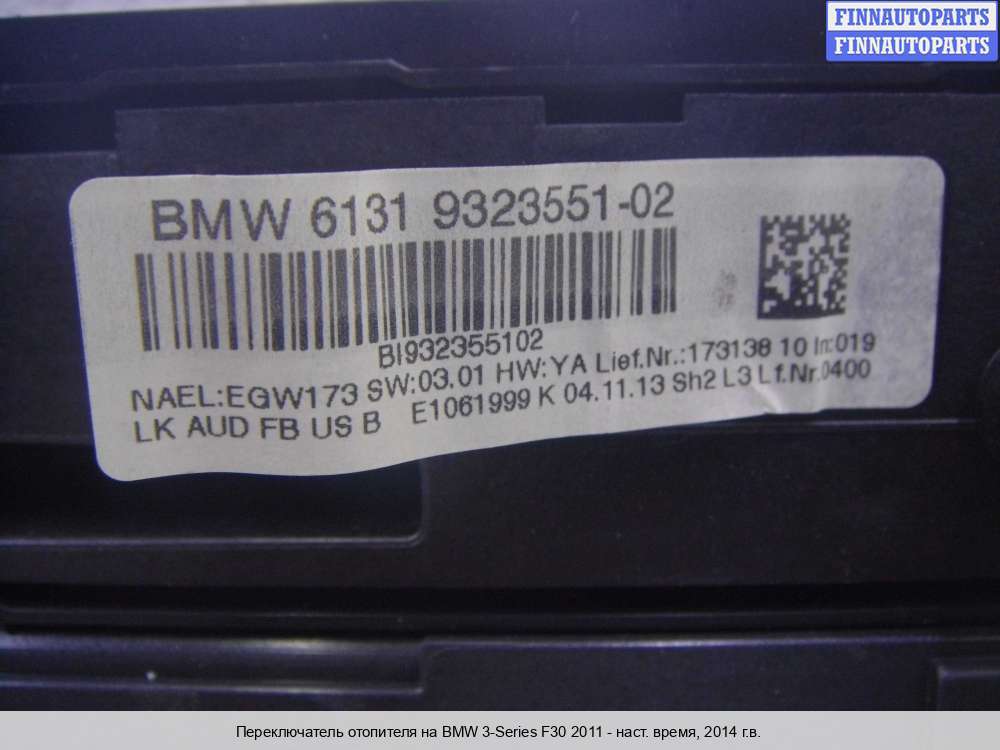 FINNAUTOPARTS
FINNAUTOPARTS
BMW 6131 9323551-02
BI932355102
NAEL:EGW173 SW:03.01 HW:YA Lief.Nr.:173138 10 In:019
LK AUD FB US B E1061999 K 04.11.13 Sh2 L3 Lf.Nr.0400
Переключатель отопителя на BMW 3-Series F30 2011 - наст. время, 2014 г.в.